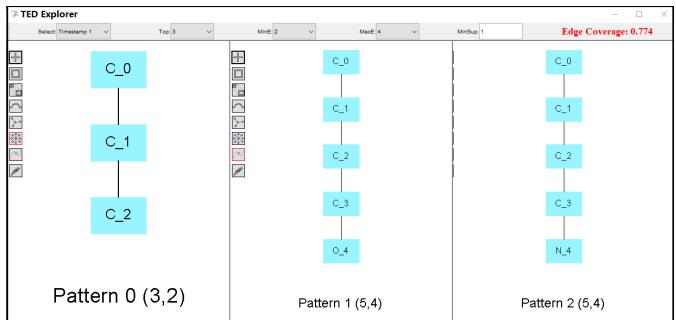 TED Explorer
Select: Timestamp 1 Top: 3 MinE: 2 MaxE: 4 MinSup: 1 Edge Coverage: 0.774
C_0
C_1
C_2
Pattern 0 (3,2)
C_0
C_1
C_2
C_3
O_4
Pattern 1 (5,4)
C_0
C_1
C_2
C_3
N_4
Pattern 2 (5,4)